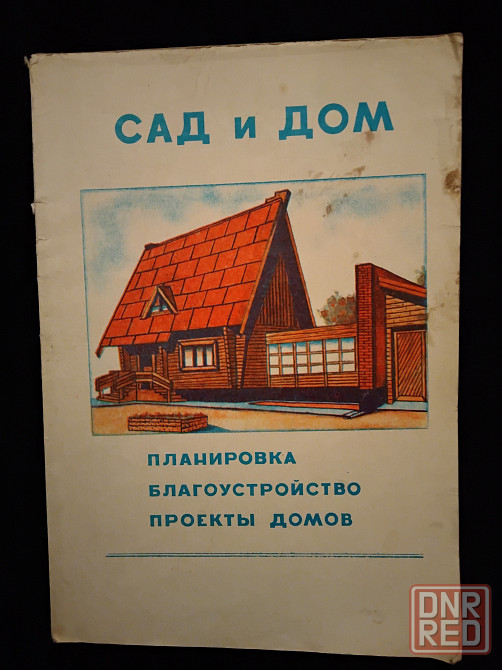 САД и ДОМ
ПЛАНИРОВКА
БЛАГОУСТРОЙСТВО
ПРОЕКТЫ ДОМОВ
DNR
RED